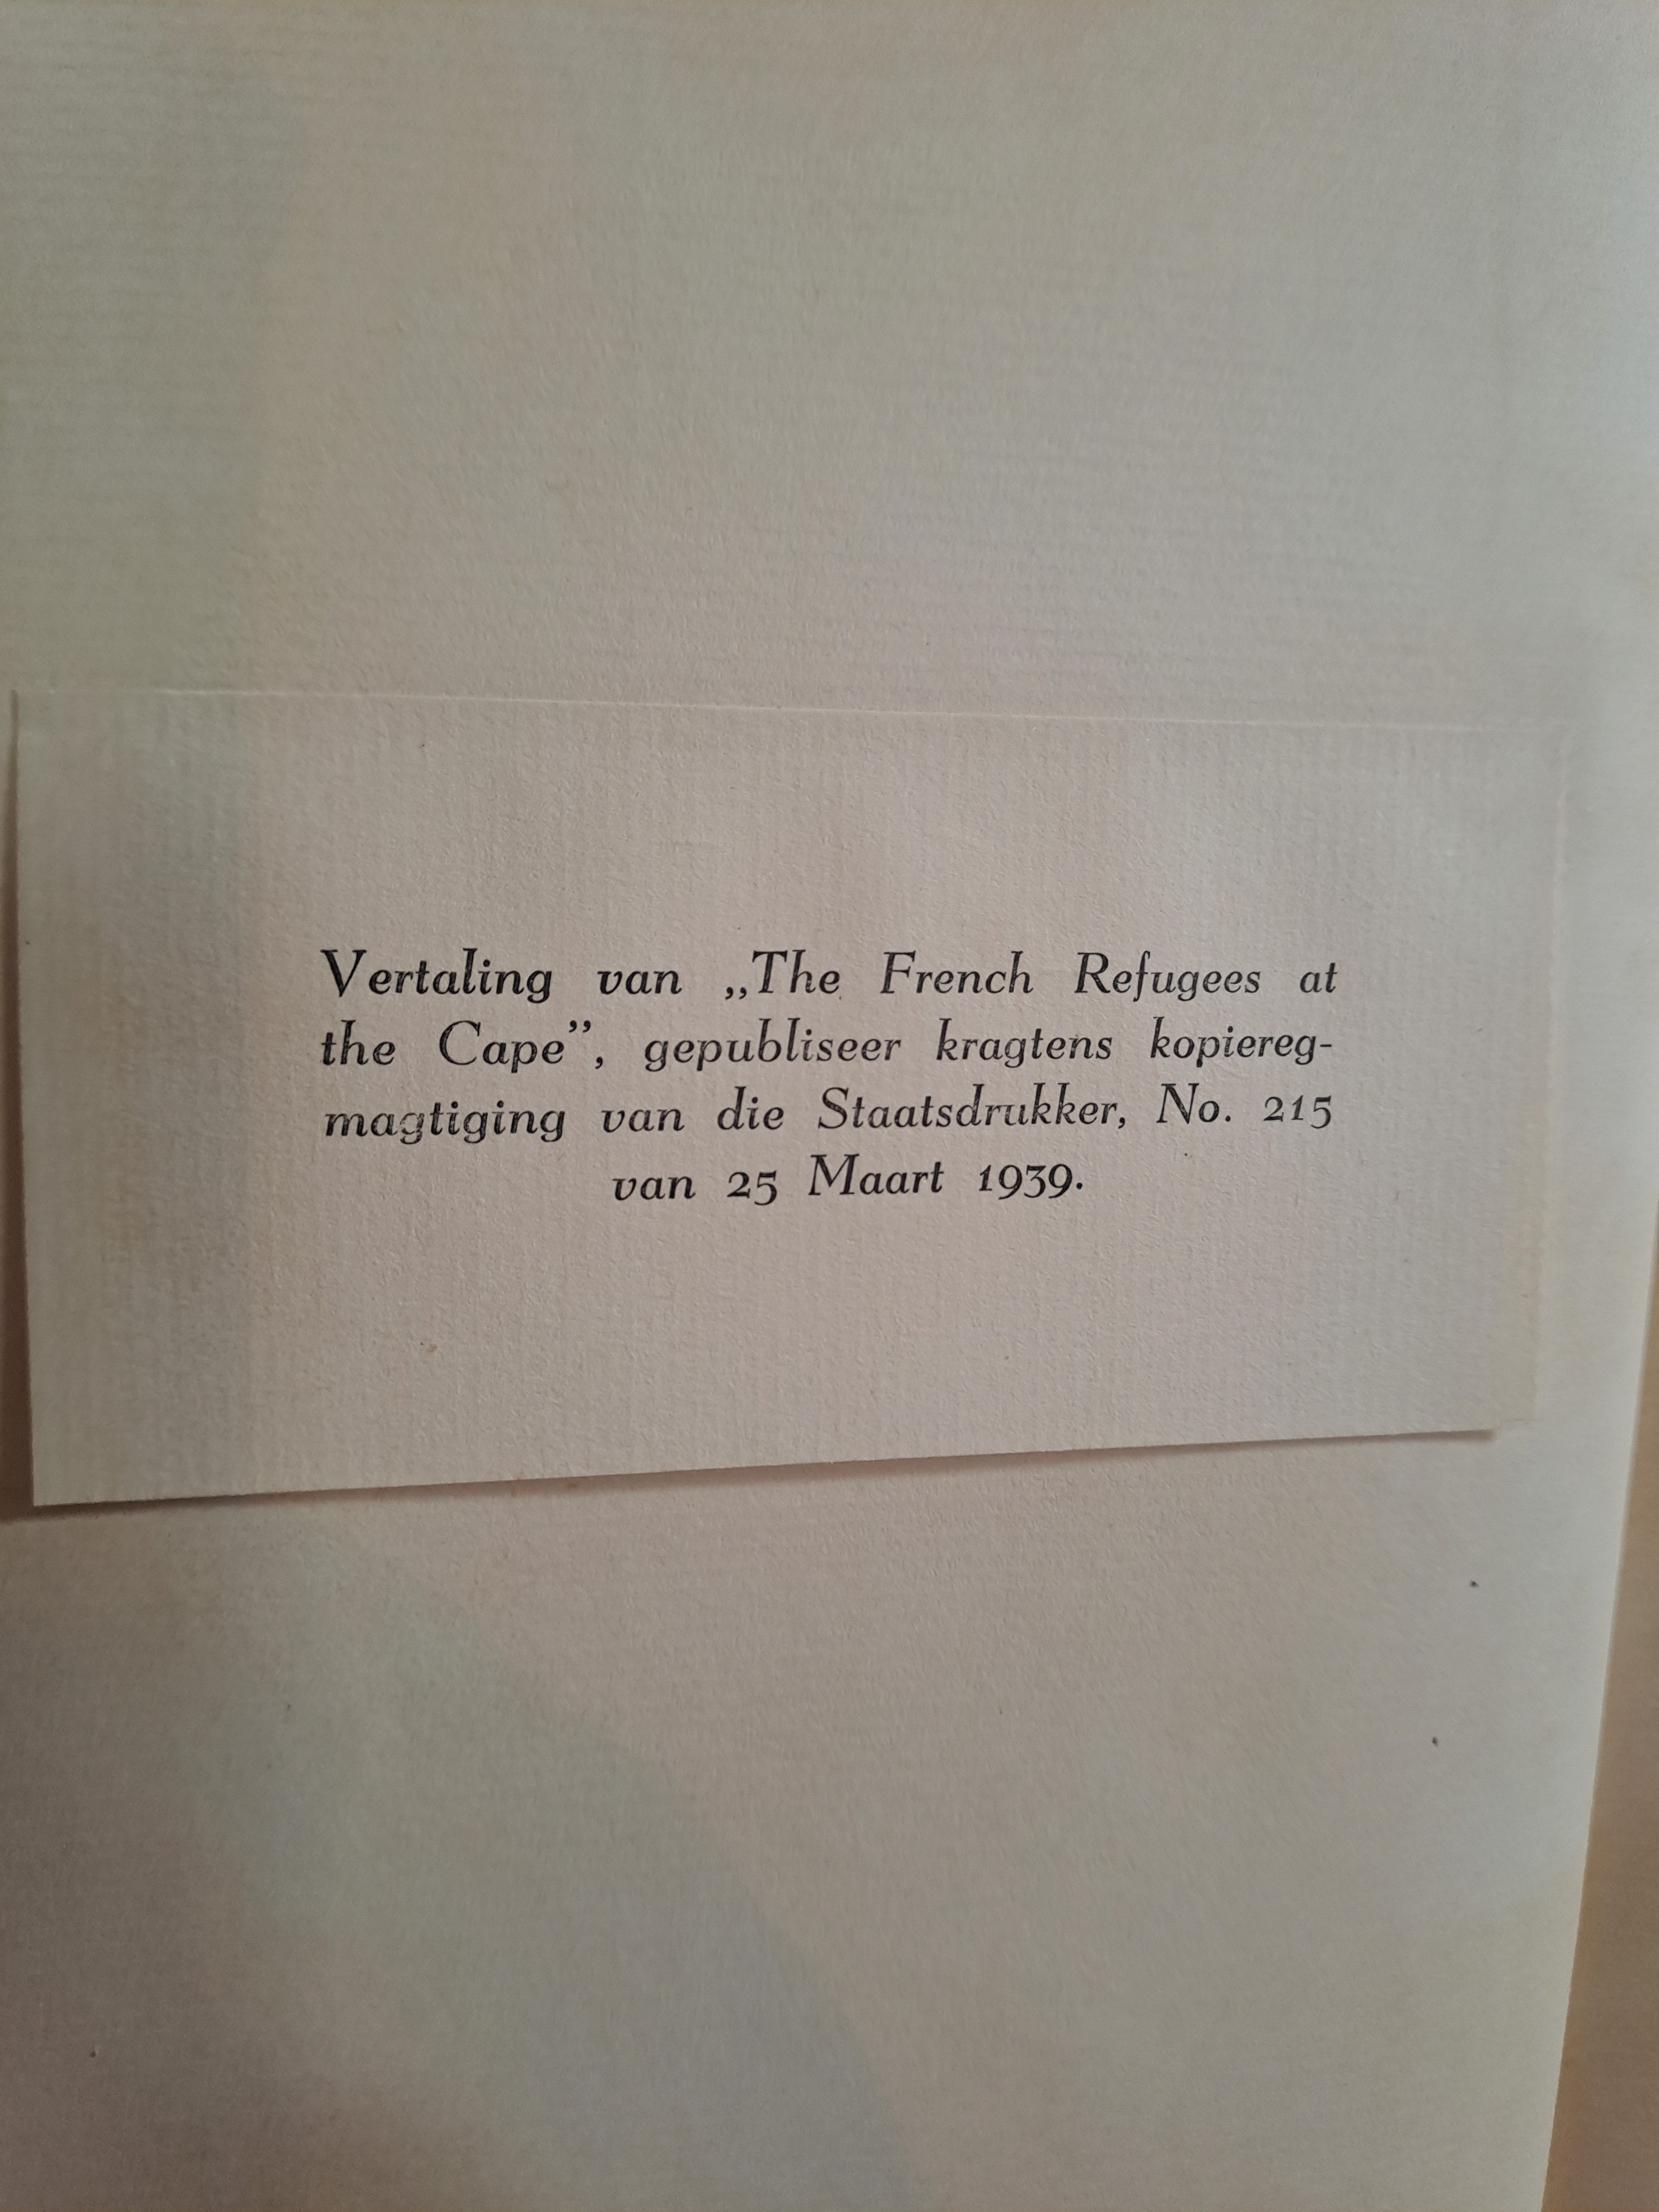 Vertaling van „The French Refugees at
the Cape”, gepubliseer kragtens kopiereg-
magtiging van die Staatsdrukker, No. 215
van 25 Maart 1939.